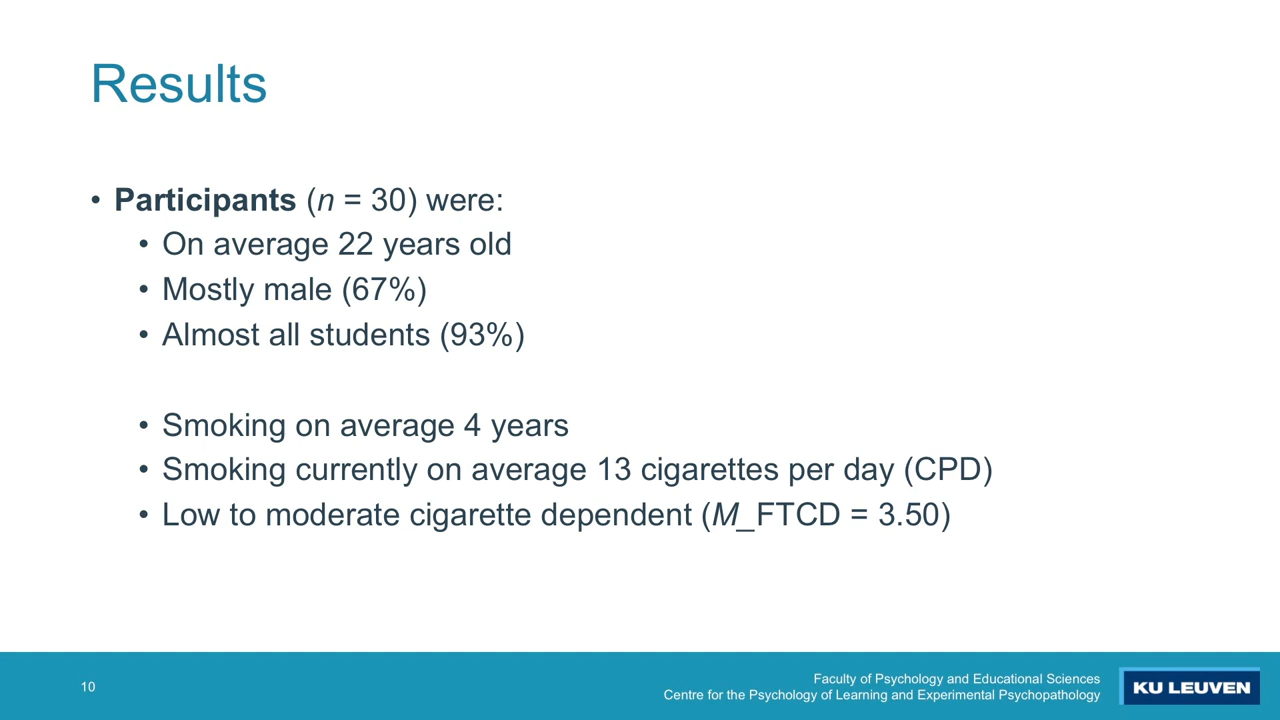 Results
• Participants (n = 30) were:
• On average 22 years old
• Mostly male (67%)
• Almost all students (93%)
• Smoking on average 4 years
• Smoking currently on average 13 cigarettes per day (CPD)
• Low to moderate cigarette dependent (M_FTCD = 3.50)
10
Faculty of Psychology and Educational Sciences
Centre for the Psychology of Learning and Experimental Psychopathology
KU LEUVEN